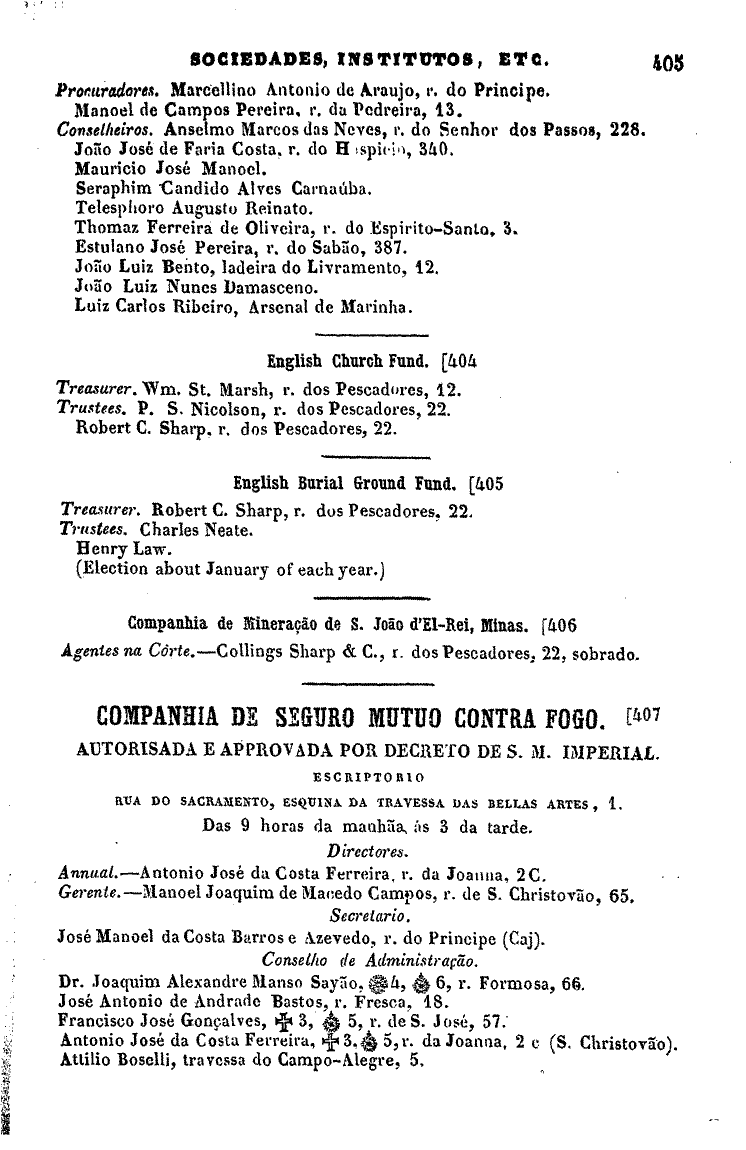 SOCIEDADES, INSTITUTOS, ETC. 405
Procuradores. Marcellino Antonio de Araujo, r. do Principe.
Manoel de Campos Pereira, r. da Pedreira, 13.
Conselheiros. Anselmo Marcos das Neves, r. do Senhor dos Passos, 228.
João José de Faria Costa, r. do H spicio, 340.
Mauricio José Manoel.
Seraphim Candido Alves Carnaúba.
Telesphoro Augusto Reinato.
Thomaz Ferreira de Oliveira, r. do Espirito-Santo, 3.
Estulano José Pereira, r. do Sabão, 387.
João Luiz Bento, ladeira do Livramento, 12.
João Luiz Nunes Damasceno.
Luiz Carlos Ribeiro, Arsenal de Marinha.
English Church Fund. [404
Treasurer. Wm. St. Marsh, r. dos Pescadores, 12.
Trustees. P. S. Nicolson, r. dos Pescadores, 22.
Robert C. Sharp, r. dos Pescadores, 22.
English Burial Ground Fund. [405
Treasurer. Robert C. Sharp, r. dos Pescadores, 22.
Trustees. Charles Neate.
Henry Law.
(Election about January of each year.)
Companhia de Mineração de S. João d'El-Rei, Minas. [406
Agentes na Côrte.—Collings Sharp & C., r. dos Pescadores, 22, sobrado.
COMPANHIA DE SEGURO MUTUO CONTRA FOGO. [407
AUTORISADA E APPROVADA POR DECRETO DE S. M. IMPERIAL.
ESCRIPTORIO
RUA DO SACRAMENTO, ESQUINA DA TRAVESSA DAS BELLAS ARTES, 1.
Das 9 horas da manhãa, ás 3 da tarde.
Directores.
Annual.—Antonio José da Costa Ferreira, r. da Joanna, 2 C.
Gerente.—Manoel Joaquim de Macedo Campos, r. de S. Christovão, 65.
Secretario.
José Manoel da Costa Barros e Azevedo, r. do Principe (Caj).
Conselho de Administração.
Dr. Joaquim Alexandre Manso Sayão, 4, 6, r. Formosa, 66.
José Antonio de Andrade Bastos, r. Fresca, 18.
Francisco José Gonçalves, 3, 5, r. de S. José, 57.
Antonio José da Costa Ferreira, 3, 5, r. da Joanna, 2 c (S. Christovão).
Attilio Boselli, travessa do Campo-Alegre, 5.